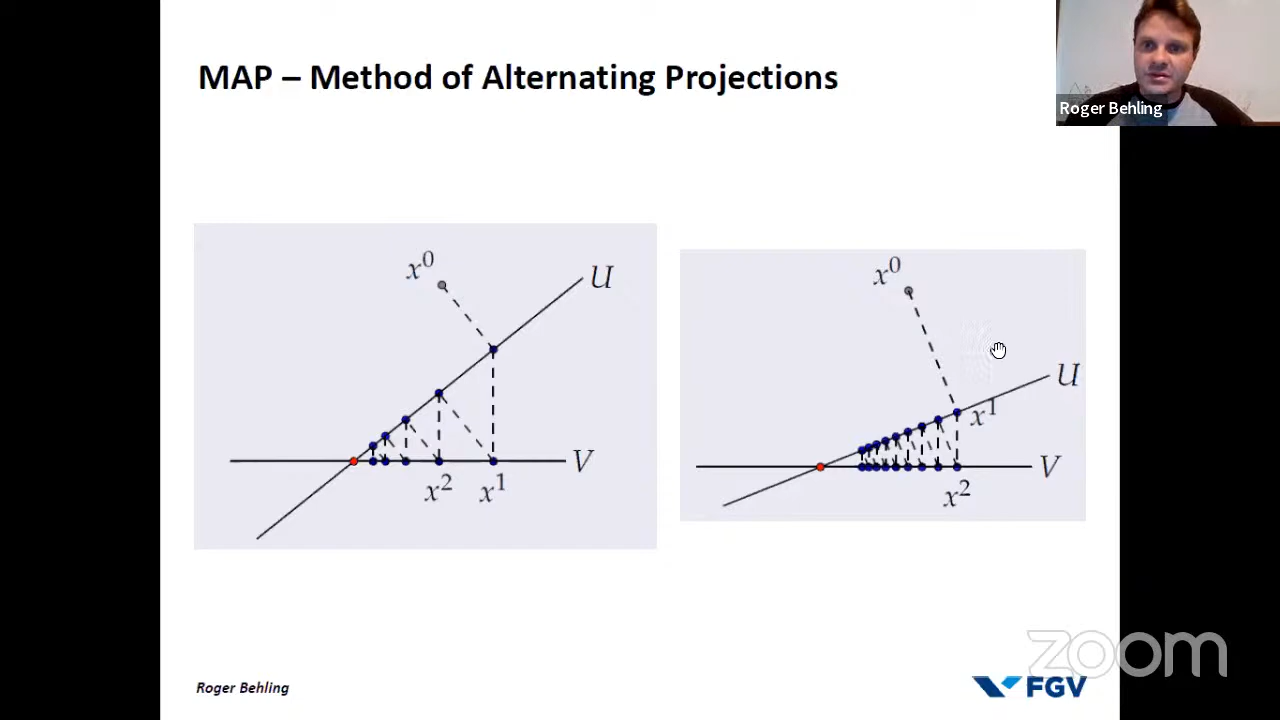 MAP – Method of Alternating Projections
Roger Behling
x⁰
U
V
x² x¹
x⁰
U
x¹
V
x²
zoom
Roger Behling
FGV